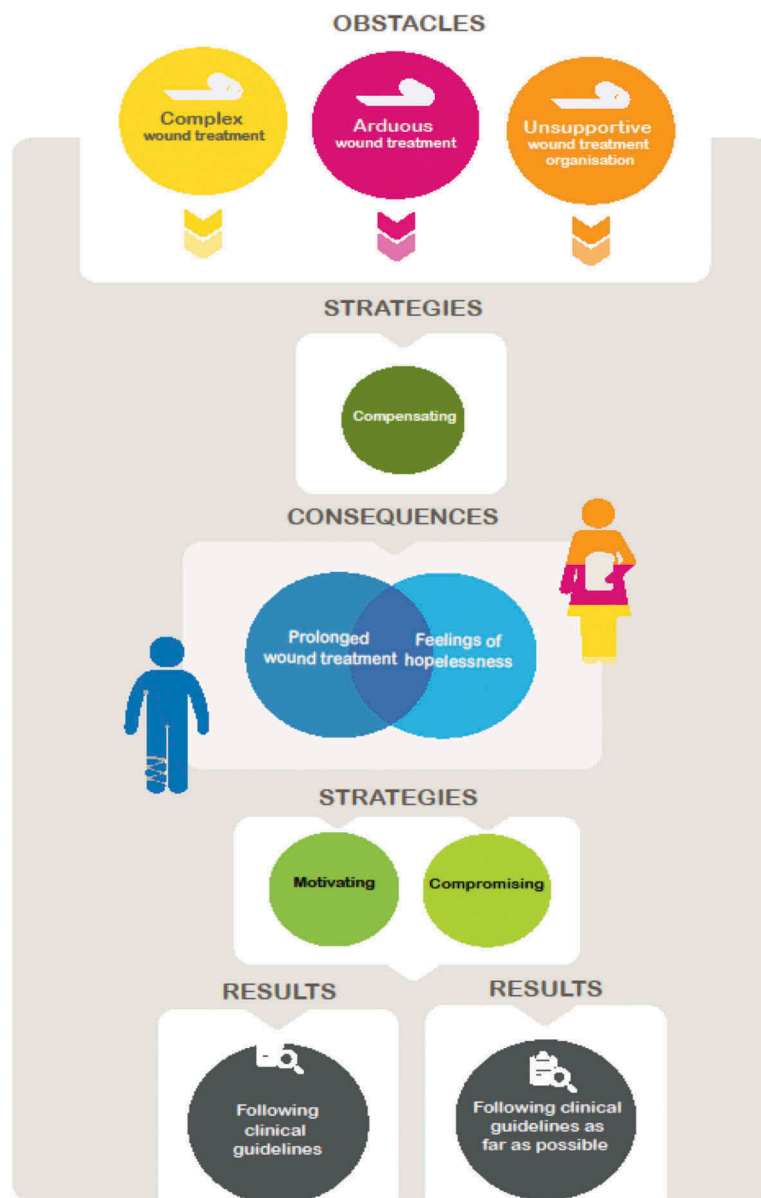 OBSTACLES
Complex
wound treatment
Arduous
wound treatment
Unsupportive
wound treatment
organisation
STRATEGIES
Compensating
CONSEQUENCES
Prolonged
wound treatment
Feelings of
hopelessness
STRATEGIES
Motivating
Compromising
RESULTS
Following
clinical
guidelines
RESULTS
Following clinical
guidelines as
far as possible